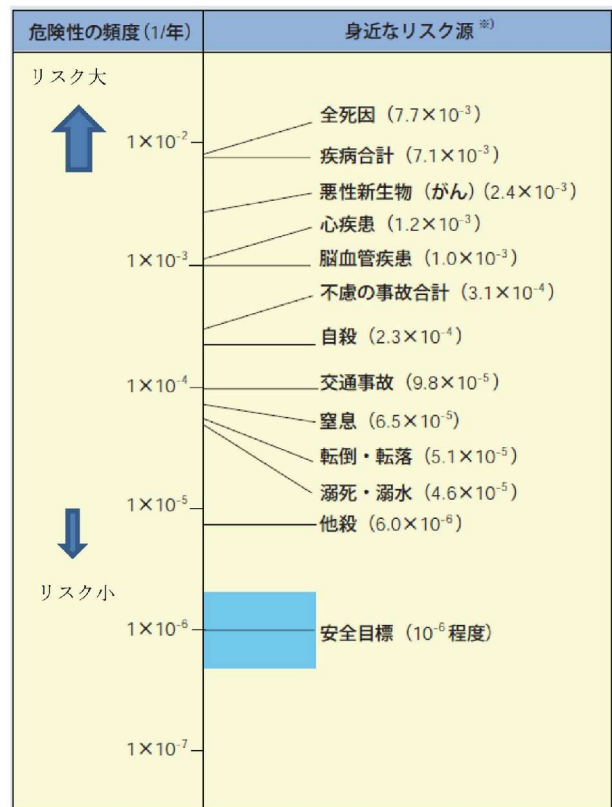 危険性の頻度(1/年)
身近なリスク源 ※)
リスク大
全死因(7.7×10⁻³)
1×10⁻²
疾病合計(7.1×10⁻³)
悪性新生物(がん)(2.4×10⁻³)
心疾患(1.2×10⁻³)
1×10⁻³
脳血管疾患(1.0×10⁻³)
不慮の事故合計(3.1×10⁻⁴)
自殺(2.3×10⁻⁴)
1×10⁻⁴
交通事故(9.8×10⁻⁵)
窒息(6.5×10⁻⁵)
転倒・転落(5.1×10⁻⁵)
溺死・溺水(4.6×10⁻⁵)
1×10⁻⁵
他殺(6.0×10⁻⁶)
リスク小
1×10⁻⁶
安全目標(10⁻⁶程度)
1×10⁻⁷